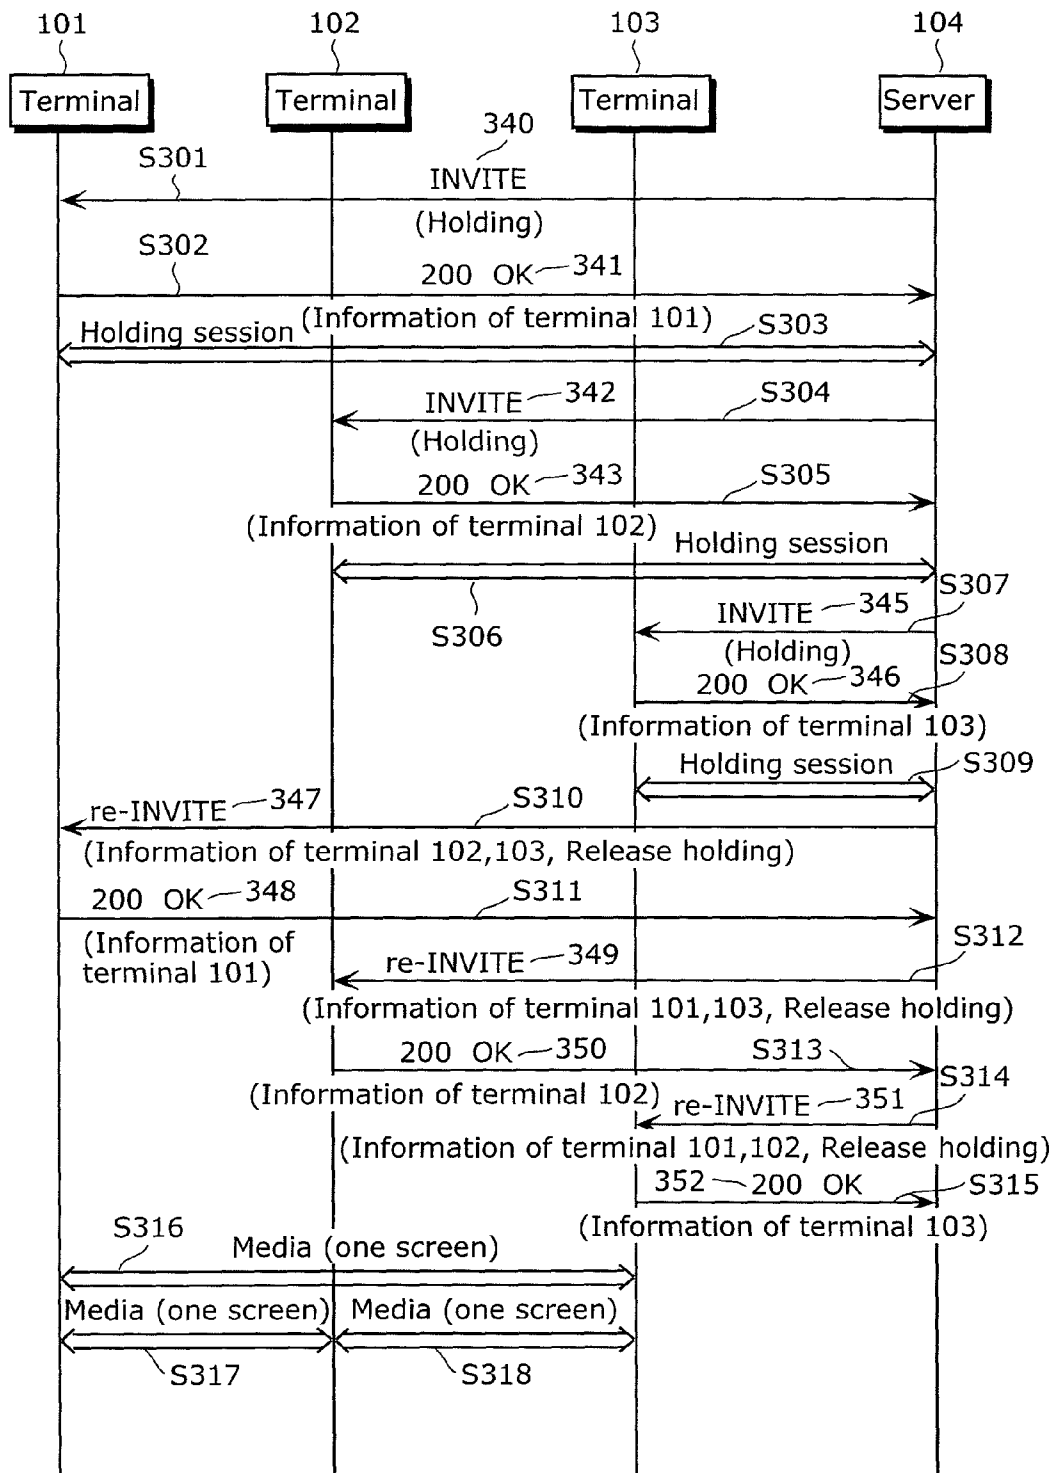 101 102 103 104
Terminal Terminal Terminal Server
340
S301 INVITE
(Holding)
S302 200 OK 341
(Information of terminal 101)
Holding session S303
INVITE 342 S304
(Holding)
200 OK 343 S305
(Information of terminal 102)
Holding session
S306
INVITE 345 S307
(Holding)
200 OK 346 S308
(Information of terminal 103)
Holding session S309
re-INVITE 347 S310
(Information of terminal 102,103, Release holding)
200 OK 348 S311
(Information of
terminal 101)
re-INVITE 349 S312
(Information of terminal 101,103, Release holding)
200 OK 350 S313
(Information of terminal 102)
re-INVITE 351 S314
(Information of terminal 101,102, Release holding)
352 200 OK S315
(Information of terminal 103)
S316 Media (one screen)
Media (one screen) Media (one screen)
S317 S318